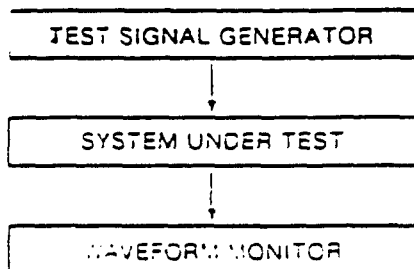 TEST SIGNAL GENERATOR
SYSTEM UNDER TEST
WAVEFORM MONITOR